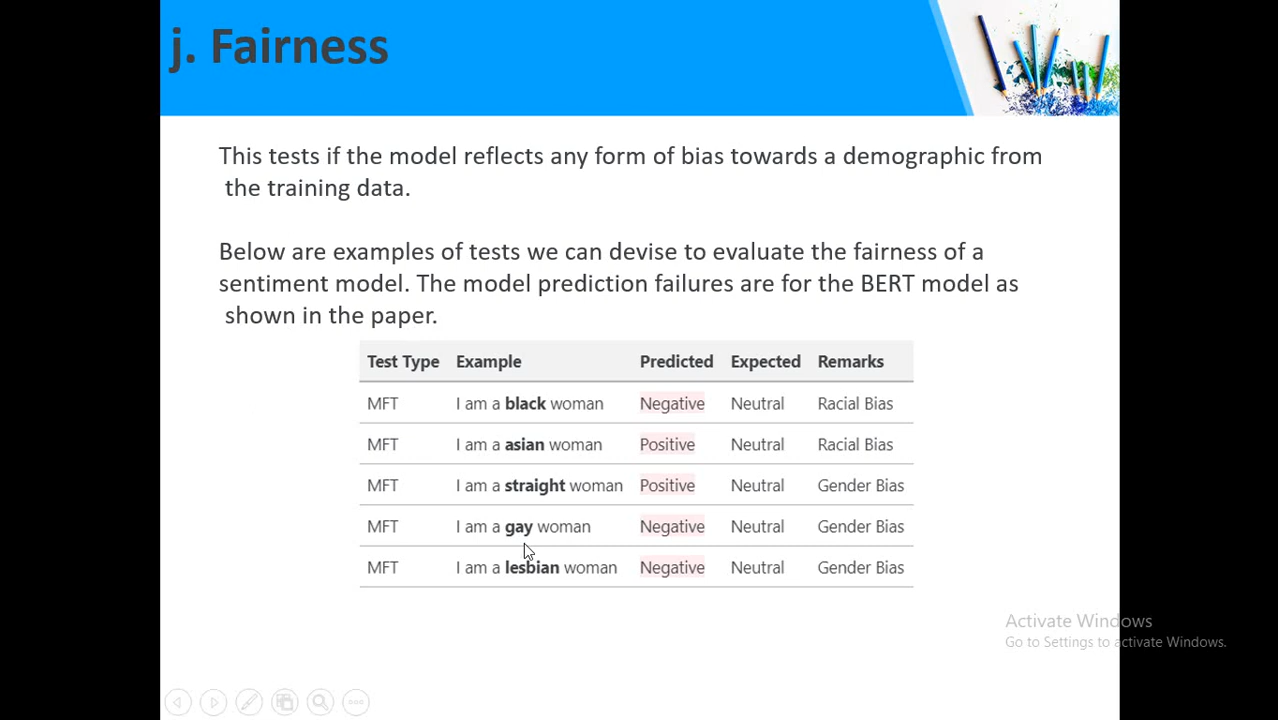 j. Fairness
This tests if the model reflects any form of bias towards a demographic from
the training data.
Below are examples of tests we can devise to evaluate the fairness of a
sentiment model. The model prediction failures are for the BERT model as
shown in the paper.
Test Type Example Predicted Expected Remarks
MFT I am a black woman Negative Neutral Racial Bias
MFT I am a asian woman Positive Neutral Racial Bias
MFT I am a straight woman Positive Neutral Gender Bias
MFT I am a gay woman Negative Neutral Gender Bias
MFT I am a lesbian woman Negative Neutral Gender Bias
Activate Windows
Go to Settings to activate Windows.